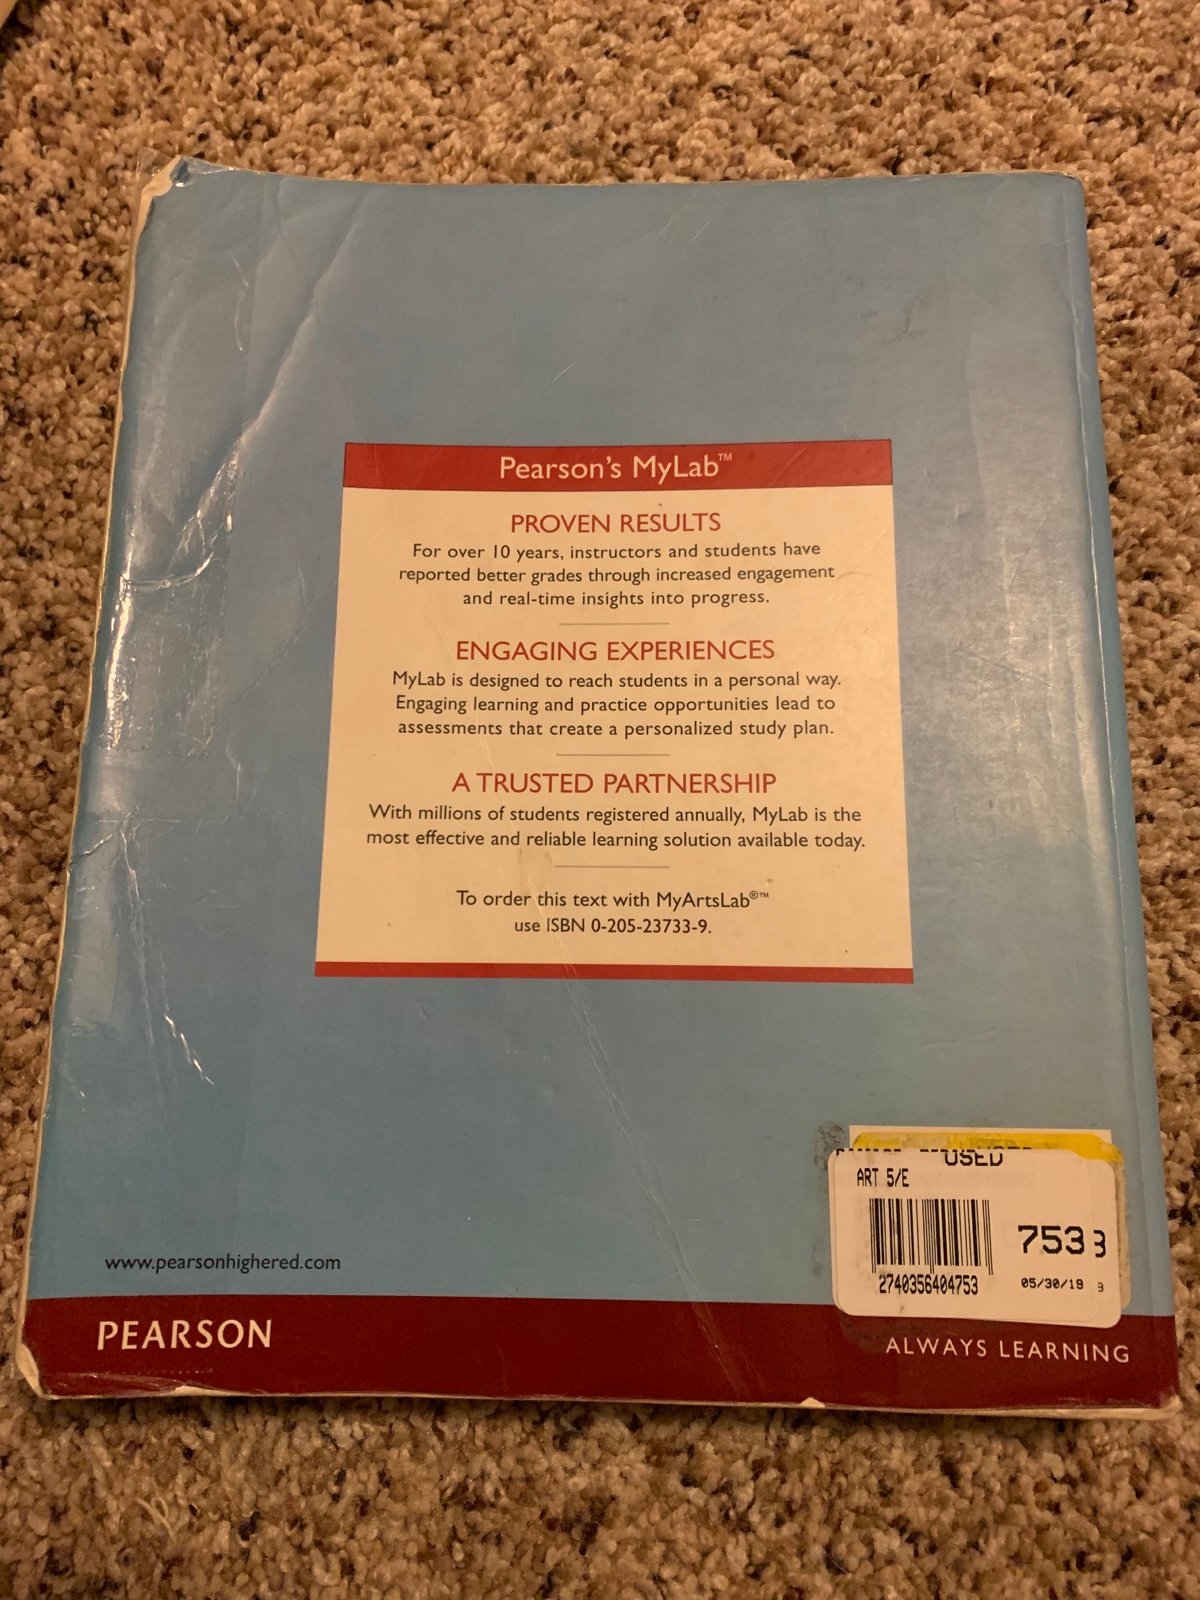 Pearson's MyLab™
PROVEN RESULTS
For over 10 years, instructors and students have
reported better grades through increased engagement
and real-time insights into progress.
ENGAGING EXPERIENCES
MyLab is designed to reach students in a personal way.
Engaging learning and practice opportunities lead to
assessments that create a personalized study plan.
A TRUSTED PARTNERSHIP
With millions of students registered annually, MyLab is the
most effective and reliable learning solution available today.
To order this text with MyArtsLab®™
use ISBN 0-205-23733-9.
USED
ART 5/E
753
2740356404753
05/30/19
www.pearsonhighered.com
PEARSON
ALWAYS LEARNING